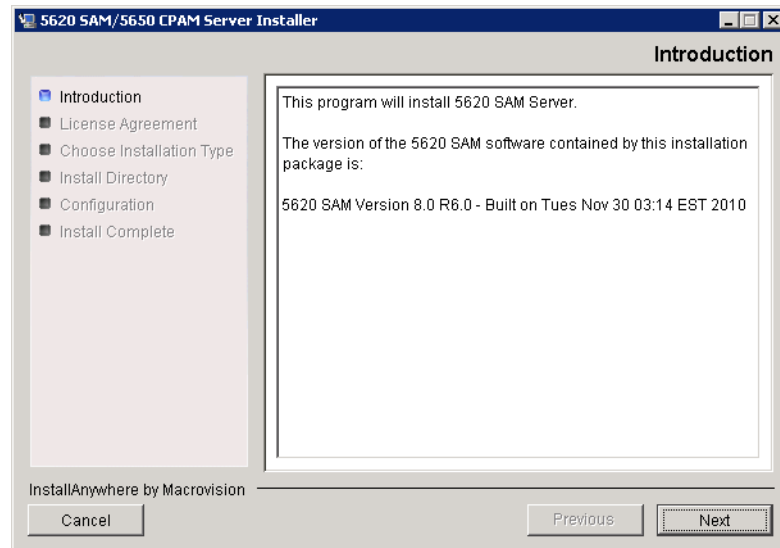 5620 SAM/5650 CPAM Server Installer
Introduction
Introduction
License Agreement
Choose Installation Type
Install Directory
Configuration
Install Complete
This program will install 5620 SAM Server.
The version of the 5620 SAM software contained by this installation
package is:
5620 SAM Version 8.0 R6.0 - Built on Tues Nov 30 03:14 EST 2010
InstallAnywhere by Macrovision
Cancel
Previous
Next